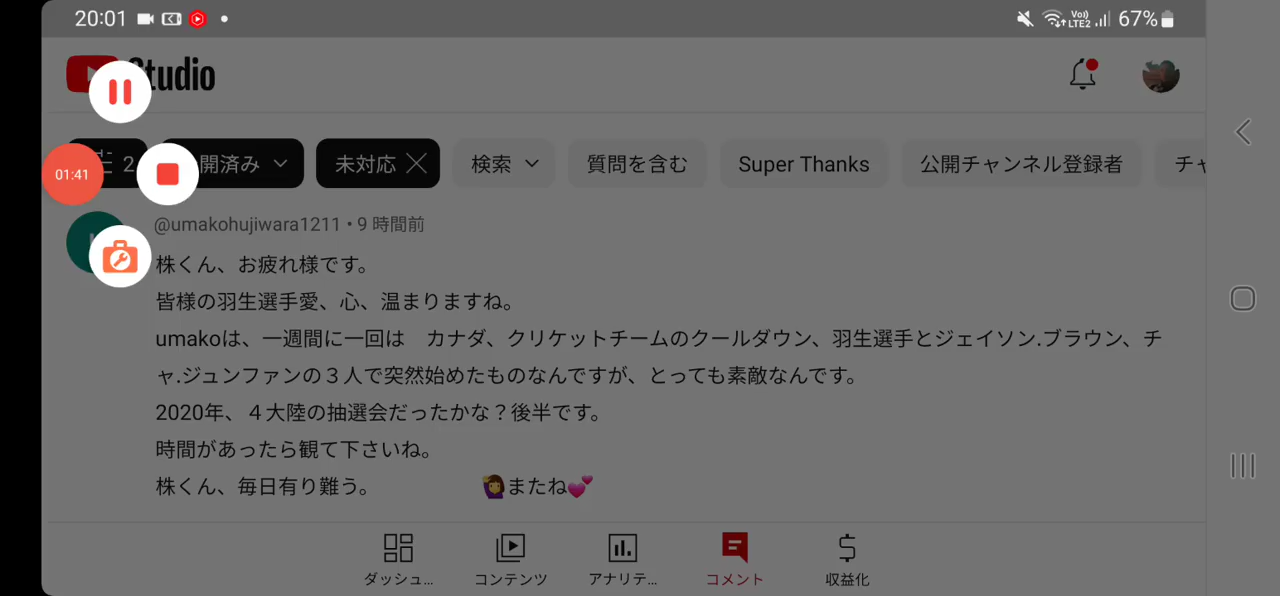 20:01
Vo)) LTE2 67%
Studio
2
開済み
未対応
検索
質問を含む
Super Thanks
公開チャンネル登録者
チャ
01:41
@umakohujiwara1211 • 9 時間前
株くん、お疲れ様です。
皆様の羽生選手愛、心、温まりますね。
umakoは、一週間に一回は　カナダ、クリケットチームのクールダウン、羽生選手とジェイソン.ブラウン、チ
ャ.ジュンファンの３人で突然始めたものなんですが、とっても素敵なんです。
2020年、４大陸の抽選会だったかな？後半です。
時間があったら観て下さいね。
株くん、毎日有り難う。　　　　　🙋‍♀️またね💕
ダッシュ...
コンテンツ
アナリテ...
コメント
収益化